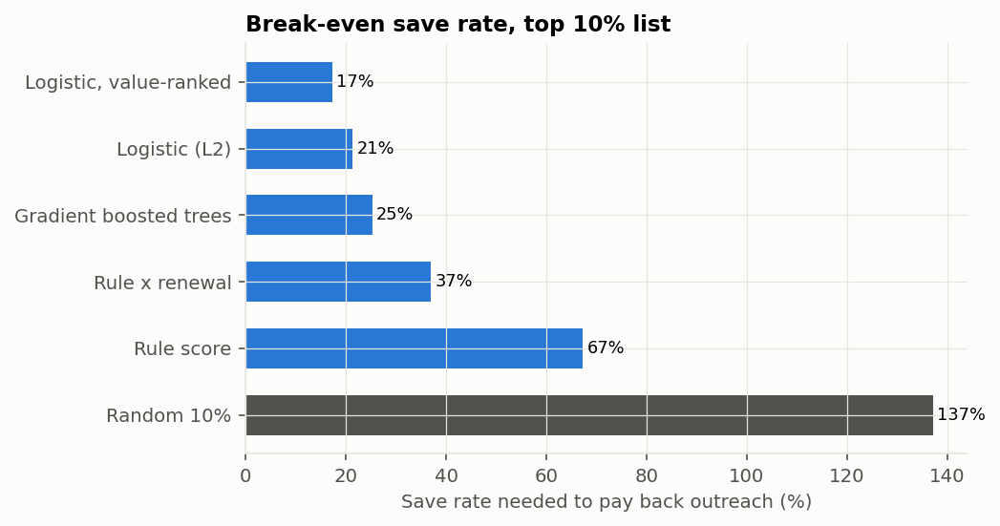 Break-even save rate, top 10% list
Logistic, value-ranked 17%
Logistic (L2) 21%
Gradient boosted trees 25%
Rule x renewal 37%
Rule score 67%
Random 10% 137%
0 20 40 60 80 100 120 140
Save rate needed to pay back outreach (%)